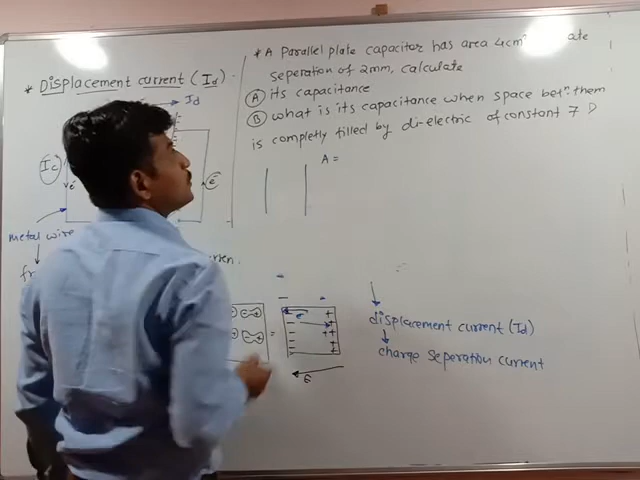 * Displacement current (Id)
Id
Ic
e
e
metal wire
* A parallel plate capacitor has area 4cm²
seperation of 2mm, calculate
(A) its capacitance
(B) what is its capacitance when space betn them
is completly filled by di-electric of constant 7
A =
displacement current (Id)
charge seperation current
E